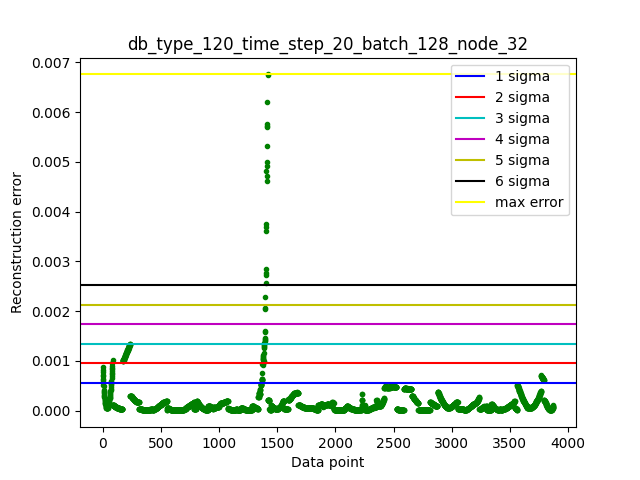 db_type_120_time_step_20_batch_128_node_32
0.007
0.006
0.005
0.004
0.003
0.002
0.001
0.000
Reconstruction error
1 sigma
2 sigma
3 sigma
4 sigma
5 sigma
6 sigma
max error
0 500 1000 1500 2000 2500 3000 3500 4000
Data point